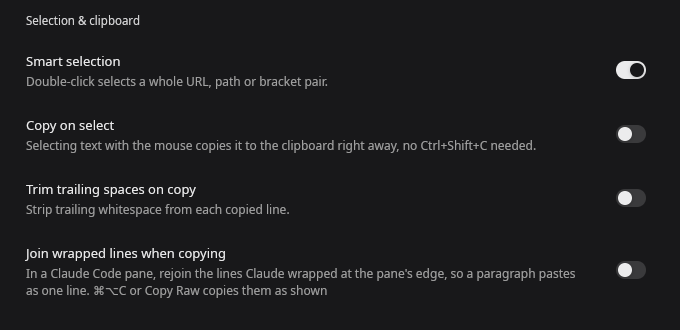 Selection & clipboard
Smart selection
Double-click selects a whole URL, path or bracket pair.
Copy on select
Selecting text with the mouse copies it to the clipboard right away, no Ctrl+Shift+C needed.
Trim trailing spaces on copy
Strip trailing whitespace from each copied line.
Join wrapped lines when copying
In a Claude Code pane, rejoin the lines Claude wrapped at the pane's edge, so a paragraph pastes
as one line. ⌘⌥C or Copy Raw copies them as shown